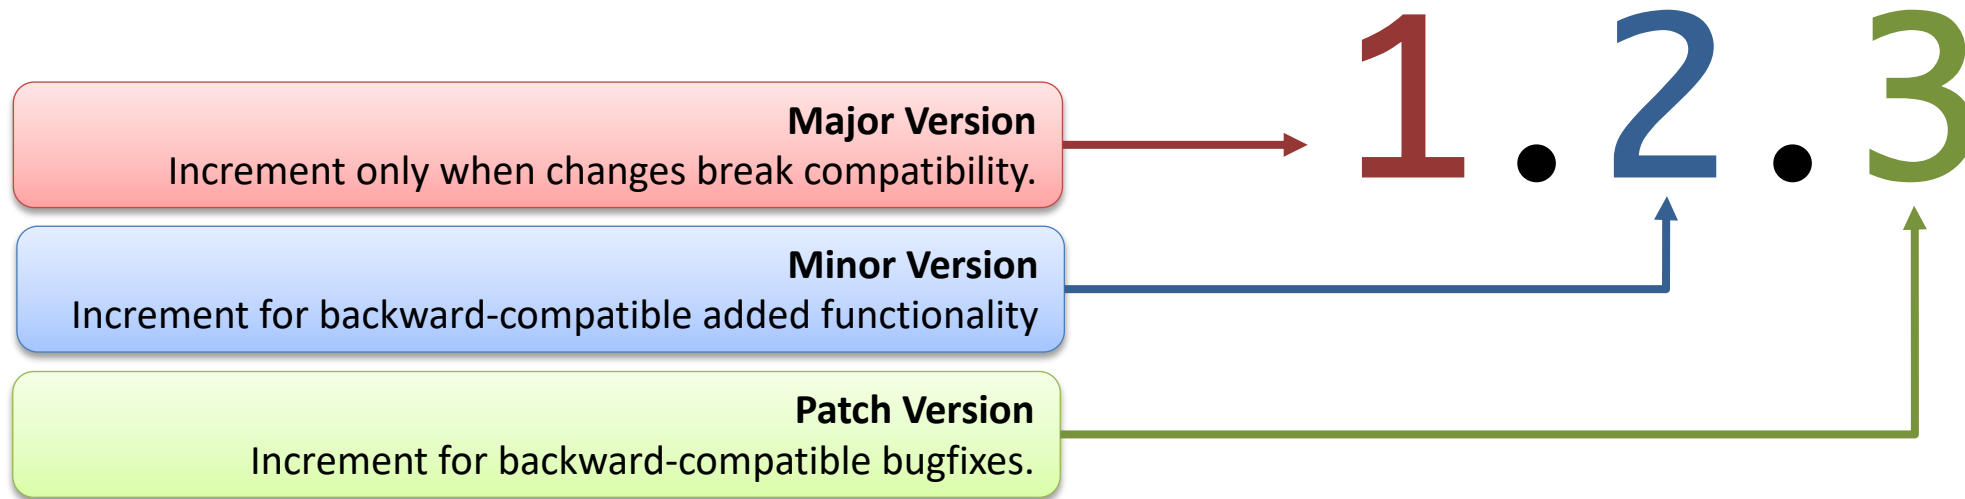 1.2.3
Major Version
Increment only when changes break compatibility.
Minor Version
Increment for backward-compatible added functionality
Patch Version
Increment for backward-compatible bugfixes.